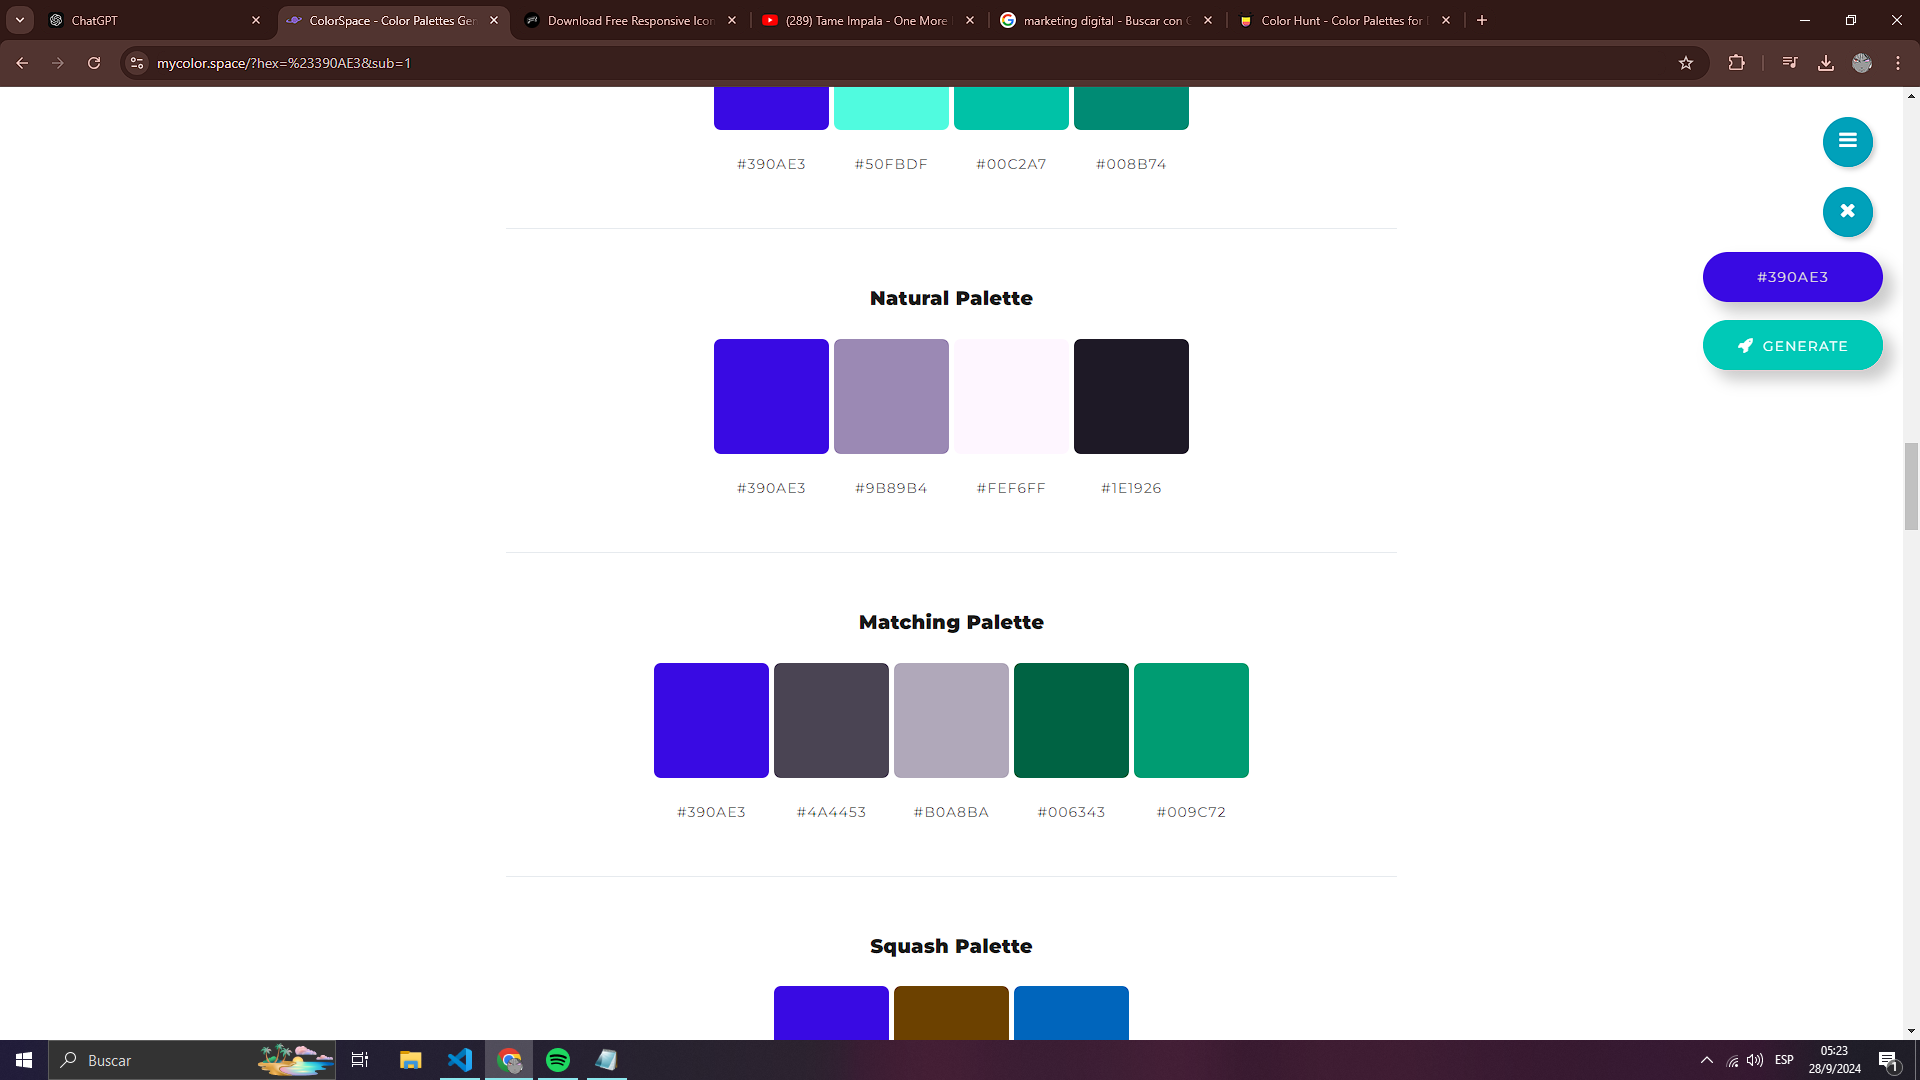 ChatGPT
ColorSpace - Color Palettes Gen
Download Free Responsive Icon
(289) Tame Impala - One More
marketing digital - Buscar con G
Color Hunt - Color Palettes for
mycolor.space/?hex=%23390AE3&sub=1
#390AE3 #50FBDF #00C2A7 #008B74
#390AE3
GENERATE
Natural Palette
#390AE3 #9B89B4 #FEF6FF #1E1926
Matching Palette
#390AE3 #4A4453 #B0A8BA #006343 #009C72
Squash Palette
Buscar
ESP
05:23
28/9/2024
1